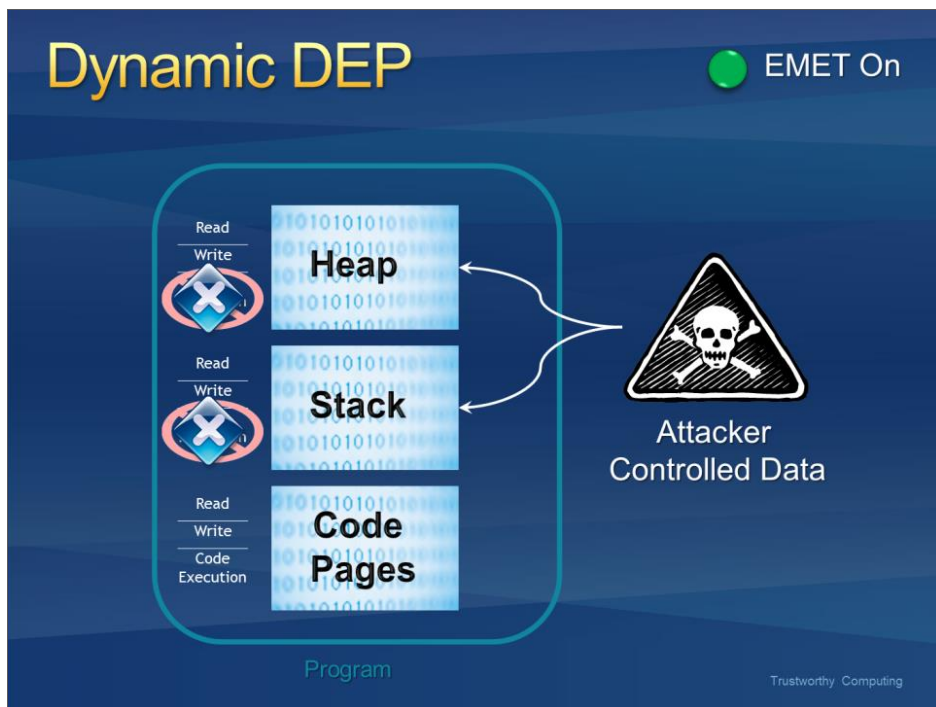 Dynamic DEP
EMET On
Read
Write
Heap
Read
Write
Stack
Read
Write
Code
Execution
Code
Pages
Attacker
Controlled Data
Program
Trustworthy Computing